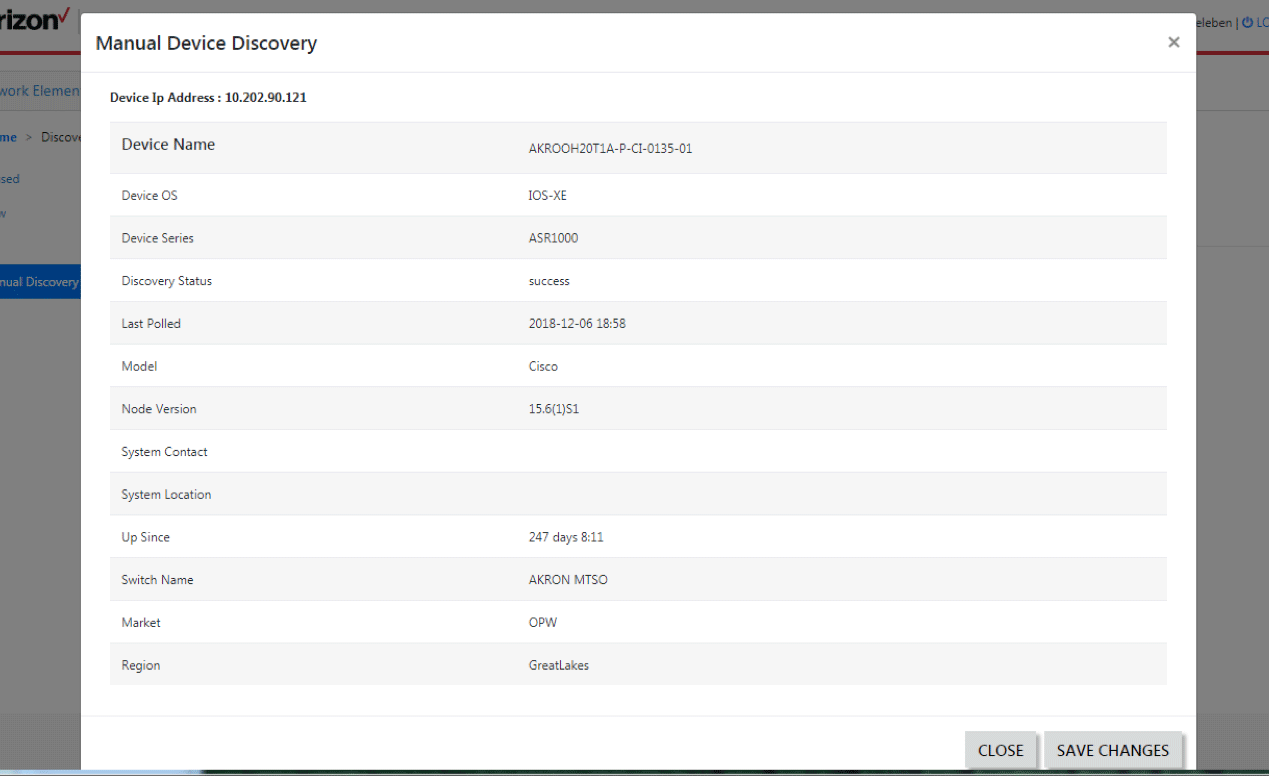 rizon
eleben | LO
Manual Device Discovery
×
work Elemen
Device Ip Address : 10.202.90.121
me > Discove
Device Name AKROOH20T1A-P-CI-0135-01
sed
Device OS IOS-XE
w
Device Series ASR1000
nual Discovery
Discovery Status success
Last Polled 2018-12-06 18:58
Model Cisco
Node Version 15.6(1)S1
System Contact
System Location
Up Since 247 days 8:11
Switch Name AKRON MTSO
Market OPW
Region GreatLakes
CLOSE SAVE CHANGES